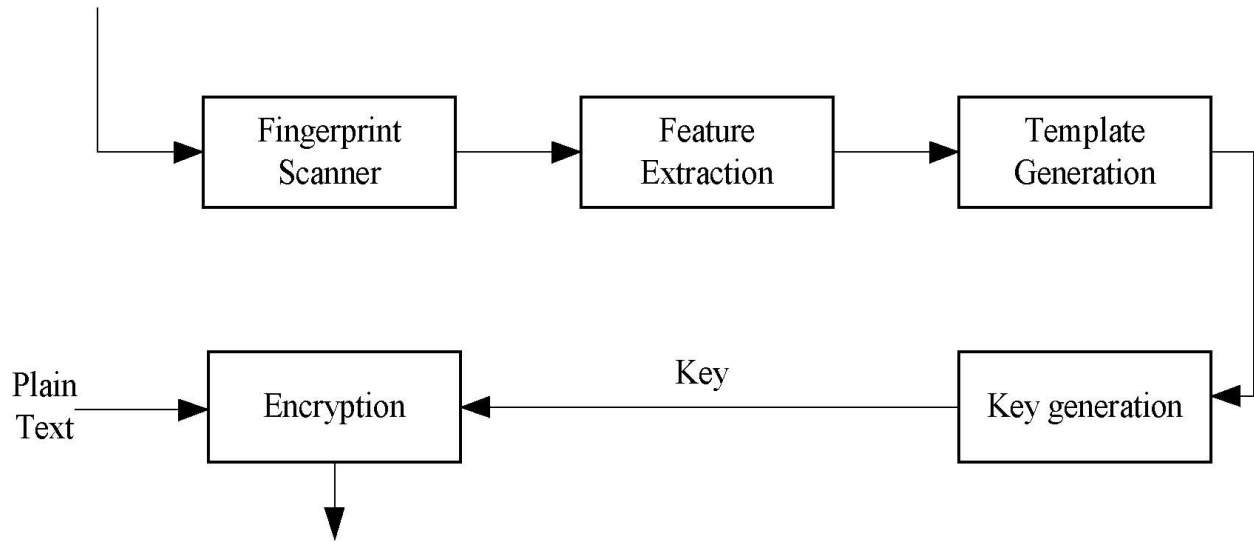 Fingerprint
Scanner
Feature
Extraction
Template
Generation
Plain
Text
Encryption
Key
Key generation